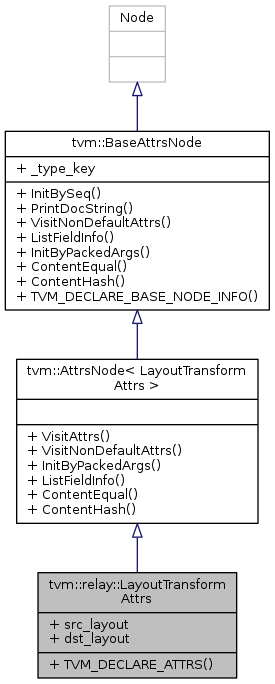 Node
tvm::BaseAttrsNode
+ _type_key
+ InitBySeq()
+ PrintDocString()
+ VisitNonDefaultAttrs()
+ ListFieldInfo()
+ InitByPackedArgs()
+ ContentEqual()
+ ContentHash()
+ TVM_DECLARE_BASE_NODE_INFO()
tvm::AttrsNode< LayoutTransform
Attrs >
+ VisitAttrs()
+ VisitNonDefaultAttrs()
+ InitByPackedArgs()
+ ListFieldInfo()
+ ContentEqual()
+ ContentHash()
tvm::relay::LayoutTransform
Attrs
+ src_layout
+ dst_layout
+ TVM_DECLARE_ATTRS()